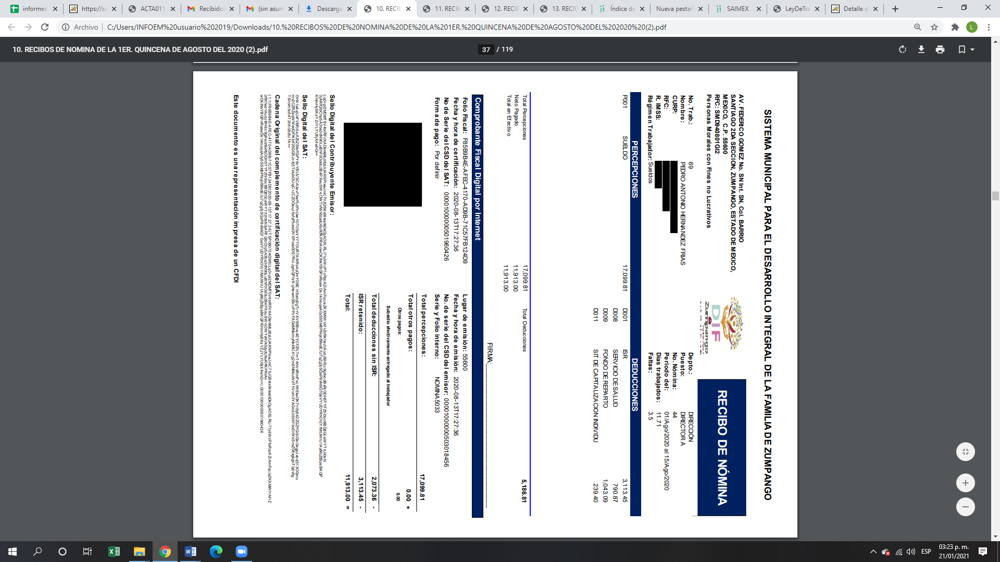 informes
https://sa
ACTA011
Recibidos
(sin asunt
Descarga
10. RECIE
11. RECIE
12. RECIE
13. RECIE
Índice de
Nueva pestañ
SAIMEX
LeyDeTra
Detalle d
Archivo
C:/Users/INFOEM%20usuario%202019/Downloads/10.%20RECIBOS%20DE%20NOMINA%20DE%20LA%201ER.%20QUINCENA%20DE%20AGOSTO%20DEL%202020%20(2).pdf
L
10. RECIBOS DE NOMINA DE LA 1ER. QUINCENA DE AGOSTO DEL 2020 (2).pdf
37 / 119
SISTEMA MUNICIPAL PARA EL DESARROLLO INTEGRAL DE LA FAMILIA DE ZUMPANGO
AV. FEDERICO GOMEZ No. SN Int. SN, Col. BARRIO
SANTIAGO 2DA SECCION, ZUMPANGO, ESTADO DE MEXICO,
MEXICO, C.P. 55600
RFC: SMD940801GI2
Personas Morales con Fines no Lucrativos
DIF
Zumpango
RECIBO DE NÓMINA
No. Trab.: 69
Nombre: PEDRO ANTONIO HERNANDEZ FRIAS
CURP:
RFC:
R. IMSS:
Régimen Trabajador: Sueldos
Depto.: DIRECCIÓN
Puesto: DIRECTOR A
No. Nómina: 44
Periodo del: 01/Ago/2020 al 15/Ago/2020
Dias trabajados: 11.71
Faltas: 3.5
PERCEPCIONES DEDUCCIONES
P001 SUELDO 17,099.81 D001 ISR 3,113.45
D008 SERVICIO DE SALUD 790.87
D009 FONDO DE REPARTO 1,043.09
D011 SIT DE CAPITALIZACION INDIVIDU 239.40
Total Percepciones 17,099.81 Total Deducciones 5,186.81
Neto Pagado 11,913.00
Total en Efectivo 11,913.00
FIRMA:
Comprobante Fiscal Digital por Internet
Folio Fiscal: F85B9B4E-AFEC-4170-AD9B-71C57FB124D9 Lugar de emisión: 55600
Fecha y hora de certificación: 2020-08-13T17:27:36 Fecha y hora de emisión: 2020-08-13T17:27:36
No de Serie del CSD del SAT: 00001000000501960426 No. de serie del CSD del emisor: 00001000000503018456
Forma de pago: Por definir Serie y Folio interno: NOMINA 5033
Total percepciones: 17,099.81
Total otros pagos: 0.00 +
Otros pagos:
Subsidio efectivamente entregado al trabajador 0.00
Total deducciones sin ISR: 2,073.36 -
ISR retenido: 3,113.45 -
Total: 11,913.00 =
Sello Digital del Contribuyente Emisor:
Sello Digital del SAT:
Cadena Original del complemento de certificación digital del SAT:
Este documento es una representación impresa de un CFDI
ESP
03:23 p. m.
21/01/2021